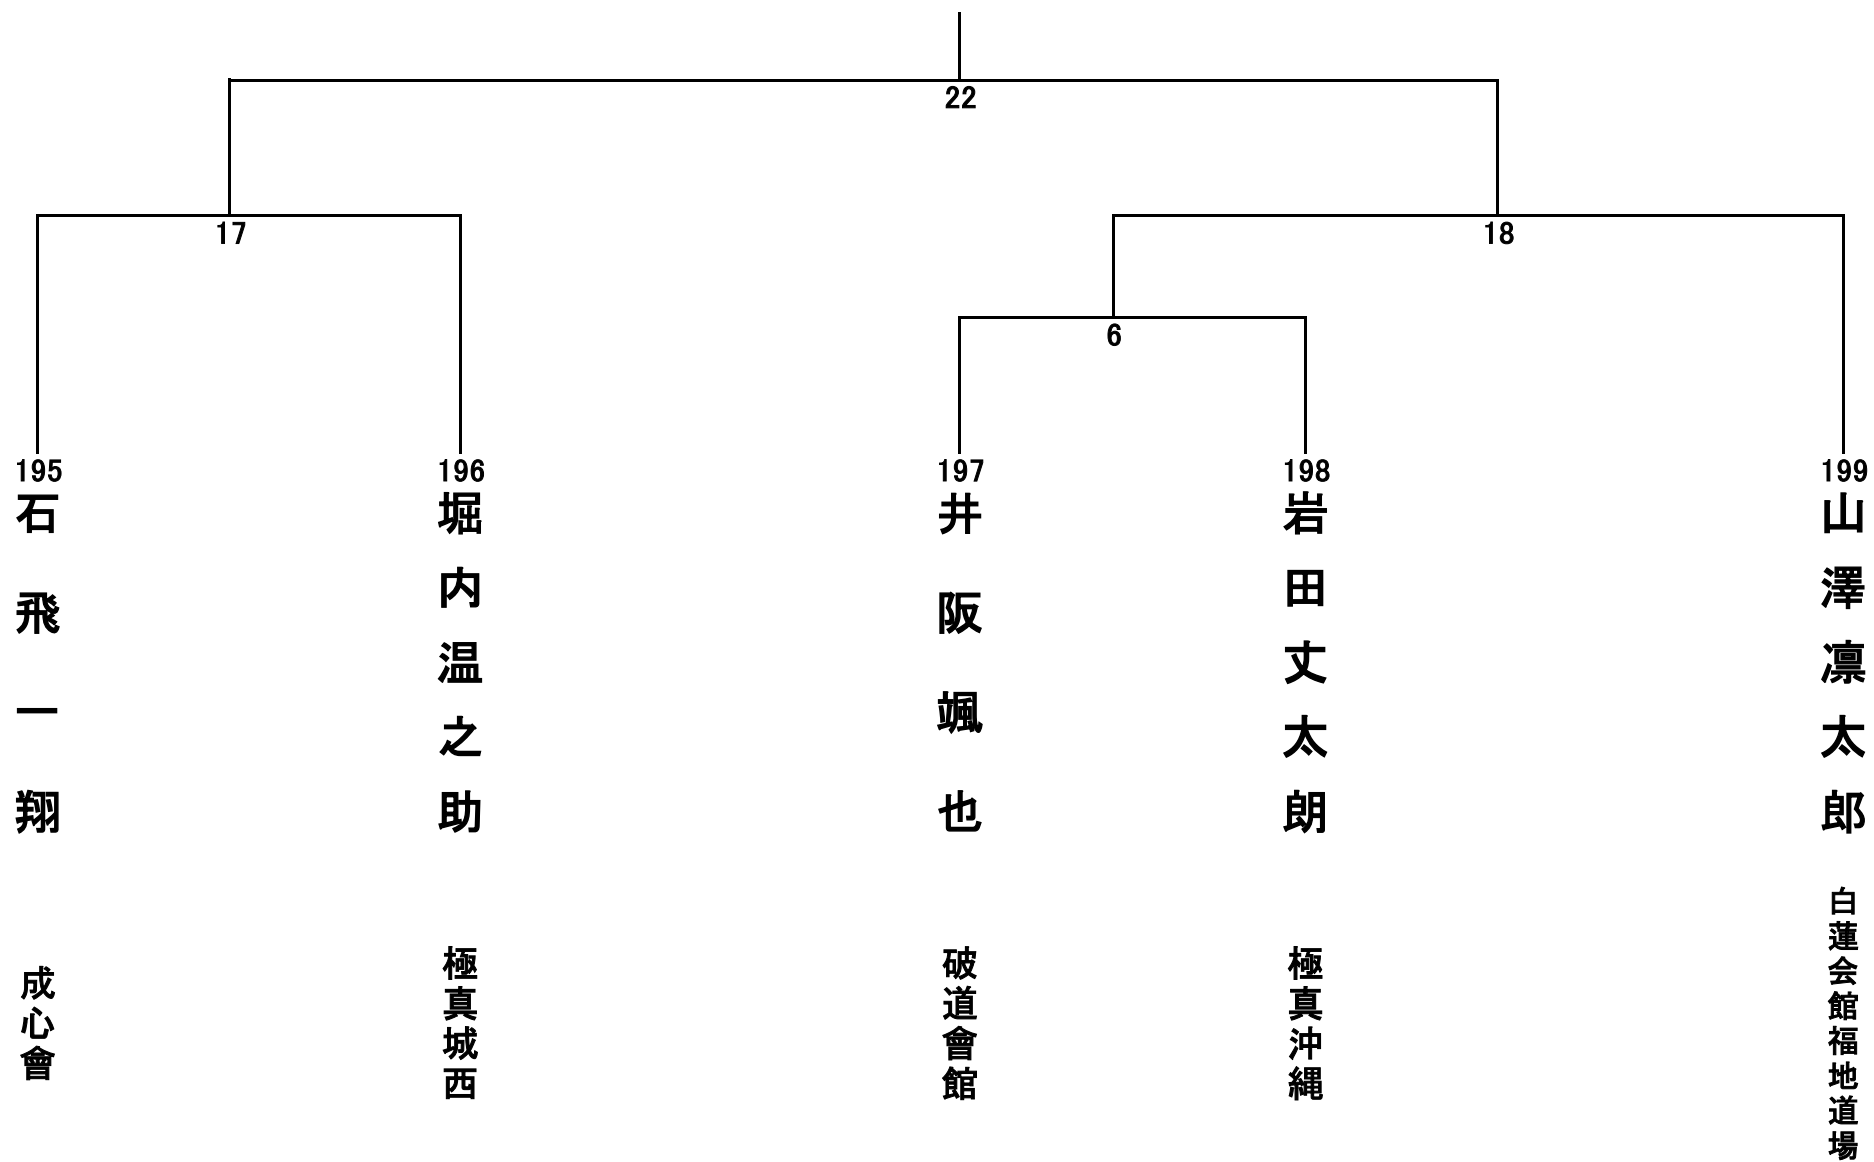 22
17
18
6
195
石飛一翔
成心會
196
堀内温之助
極真城西
197
井阪颯也
破道會館
198
岩田丈太朗
極真沖縄
199
山澤凛太郎
白蓮会館福地道場